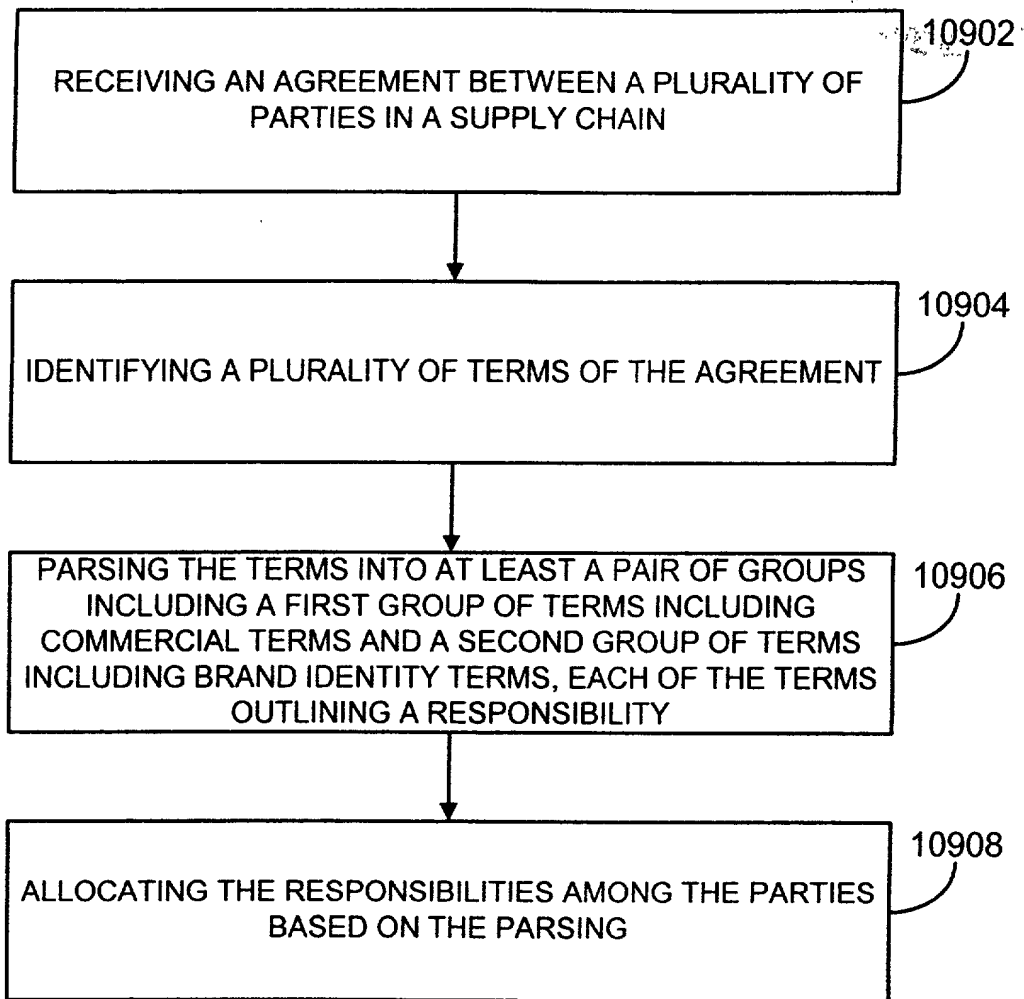 10902
RECEIVING AN AGREEMENT BETWEEN A PLURALITY OF
PARTIES IN A SUPPLY CHAIN
10904
IDENTIFYING A PLURALITY OF TERMS OF THE AGREEMENT
10906
PARSING THE TERMS INTO AT LEAST A PAIR OF GROUPS
INCLUDING A FIRST GROUP OF TERMS INCLUDING
COMMERCIAL TERMS AND A SECOND GROUP OF TERMS
INCLUDING BRAND IDENTITY TERMS, EACH OF THE TERMS
OUTLINING A RESPONSIBILITY
10908
ALLOCATING THE RESPONSIBILITIES AMONG THE PARTIES
BASED ON THE PARSING